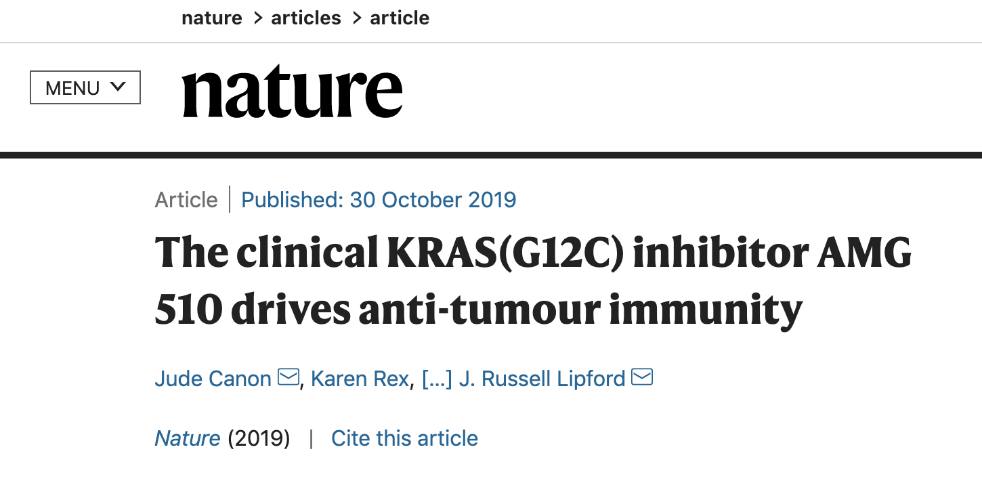 nature > articles > article
MENU
nature
Article | Published: 30 October 2019
The clinical KRAS(G12C) inhibitor AMG
510 drives anti-tumour immunity
Jude Canon, Karen Rex, [...] J. Russell Lipford
Nature (2019) | Cite this article